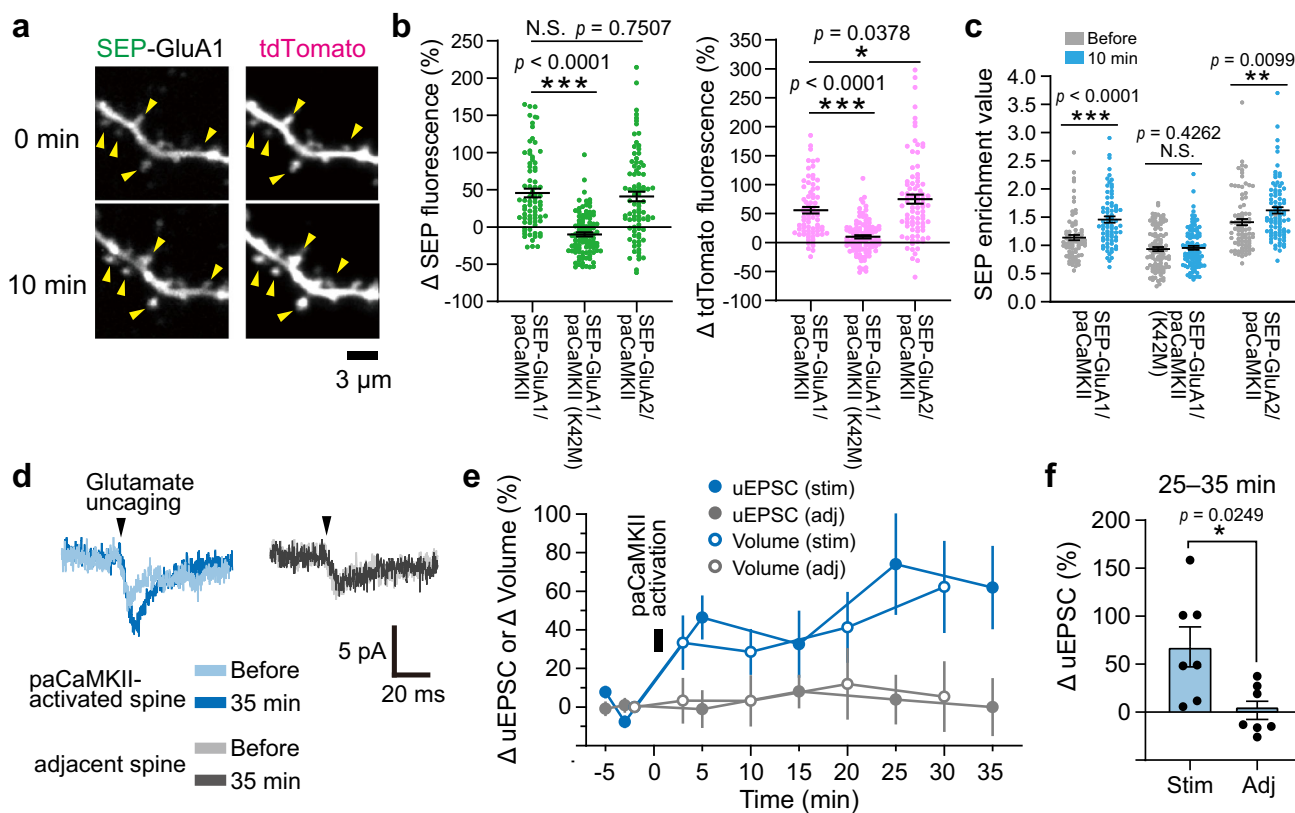 a
SEP-GluA1
tdTomato
0 min
10 min
3 µm
b
Δ SEP fluorescence (%)
250
200
150
100
50
0
-50
-100
N.S. p = 0.7507
p < 0.0001
***
SEP-GluA1/
paCaMKII
SEP-GluA1/
paCaMKII (K42M)
SEP-GluA2/
paCaMKII
Δ tdTomato fluorescence (%)
350
300
250
200
150
100
50
0
-50
-100
p = 0.0378
*
p < 0.0001
***
SEP-GluA1/
paCaMKII
SEP-GluA1/
paCaMKII (K42M)
SEP-GluA2/
paCaMKII
c
Before
10 min
SEP enrichment value
4.0
3.5
3.0
2.5
2.0
1.5
1.0
0.5
0.0
p < 0.0001
***
p = 0.4262
N.S.
p = 0.0099
**
SEP-GluA1/
paCaMKII
SEP-GluA1/
paCaMKII
(K42M)
SEP-GluA2/
paCaMKII
d
Glutamate
uncaging
5 pA
20 ms
paCaMKII-
activated spine
Before
35 min
adjacent spine
Before
35 min
e
uEPSC (stim)
uEPSC (adj)
Volume (stim)
Volume (adj)
paCaMKII
activation
Δ uEPSC or Δ Volume (%)
100
80
60
40
20
0
-5 0 5 10 15 20 25 30 35
Time (min)
f
25–35 min
p = 0.0249
*
Δ uEPSC (%)
200
150
100
50
0
-50
Stim Adj